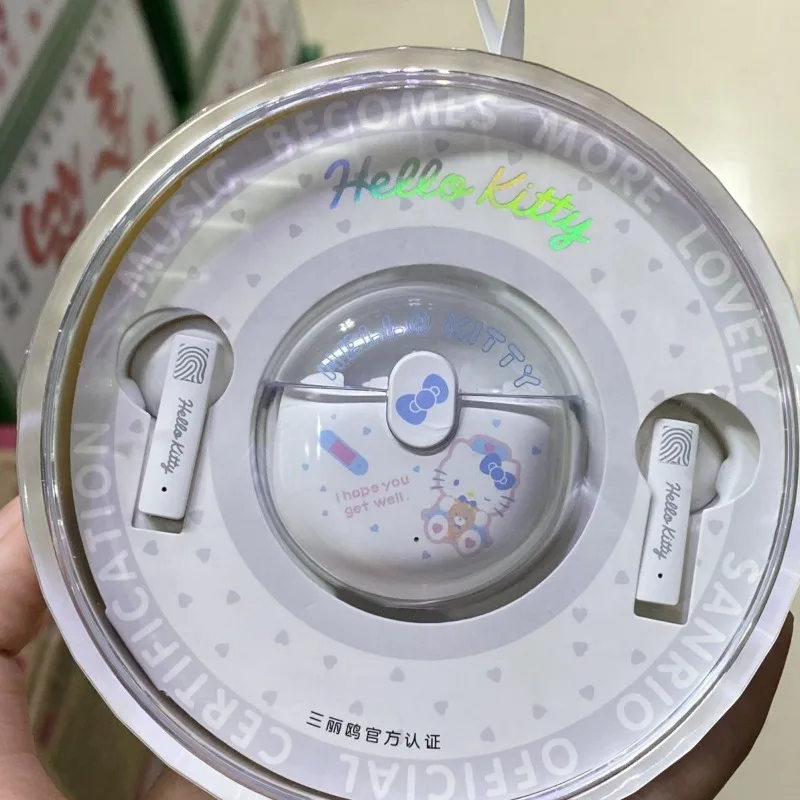 MUSIC BECOMES MORE LOVELY
Hello Kitty
HELLO KITTY
Hello Kitty
I hope you
get well.
Hello Kitty
三丽鸥官方认证
SANRIO OFFICIAL CERTIFICATION